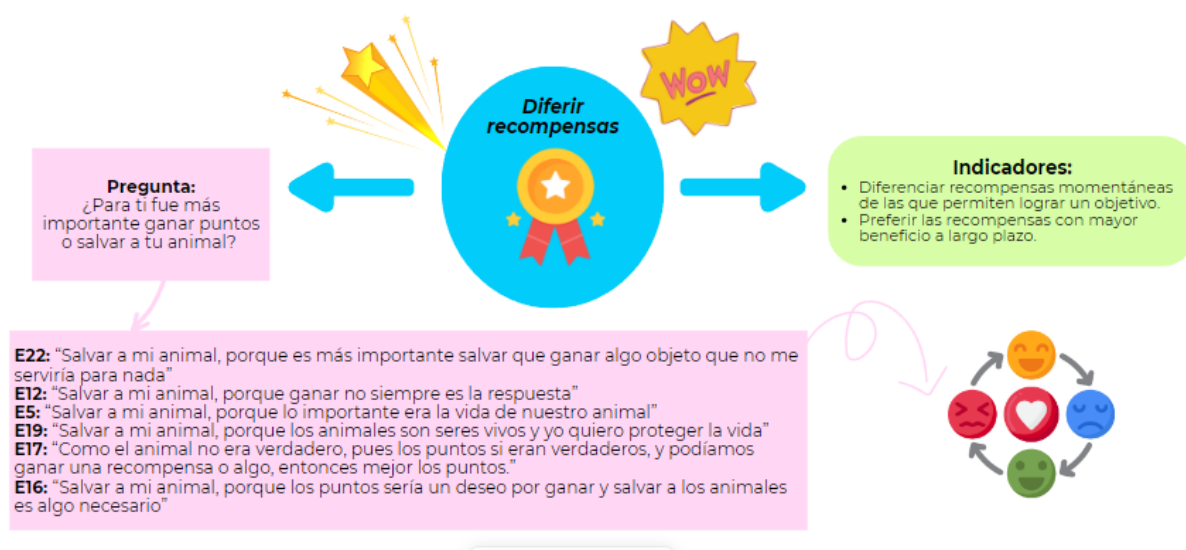 Diferir
recompensas
WOW
Pregunta:
¿Para ti fue más
importante ganar puntos
o salvar a tu animal?
Indicadores:
• Diferenciar recompensas momentáneas
de las que permiten lograr un objetivo.
• Preferir las recompensas con mayor
beneficio a largo plazo.
E22: “Salvar a mi animal, porque es más importante salvar que ganar algo objeto que no me
serviría para nada”
E12: “Salvar a mi animal, porque ganar no siempre es la respuesta”
E5: “Salvar a mi animal, porque lo importante era la vida de nuestro animal”
E19: “Salvar a mi animal, porque los animales son seres vivos y yo quiero proteger la vida”
E17: “Como el animal no era verdadero, pues los puntos si eran verdaderos, y podíamos
ganar una recompensa o algo, entonces mejor los puntos.”
E16: “Salvar a mi animal, porque los puntos sería un deseo por ganar y salvar a los animales
es algo necesario”